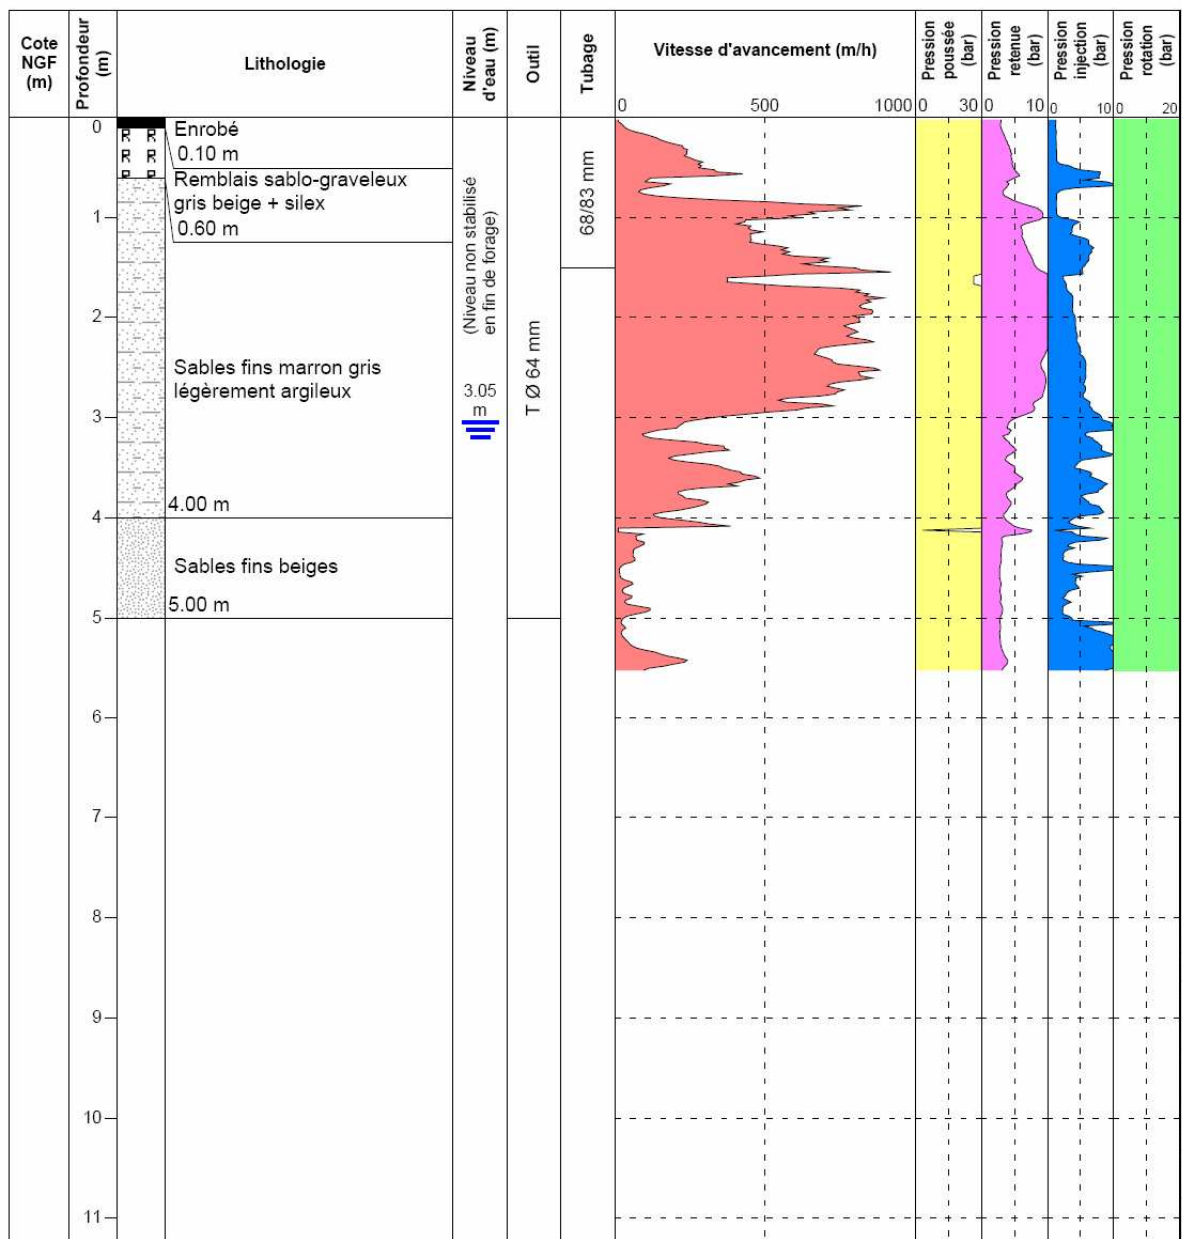 Cote
NGF
(m)
Profondeur
(m)
Lithologie
Niveau
d'eau (m)
Outil
Tubage
Vitesse d'avancement (m/h)
Pression
poussée
(bar)
Pression
retenue
(bar)
Pression
injection
(bar)
Pression
rotation
(bar)
0 500 1000
0 30
0 10
0 10
0 20
0
1
2
3
4
5
6
7
8
9
10
11
R R
R R
R R
Enrobé
0.10 m
Remblais sablo-graveleux
gris beige + silex
0.60 m
Sables fins marron gris
légèrement argileux
4.00 m
Sables fins beiges
5.00 m
(Niveau non stabilisé
en fin de forage)
3.05
m
T Ø 64 mm
68/83 mm